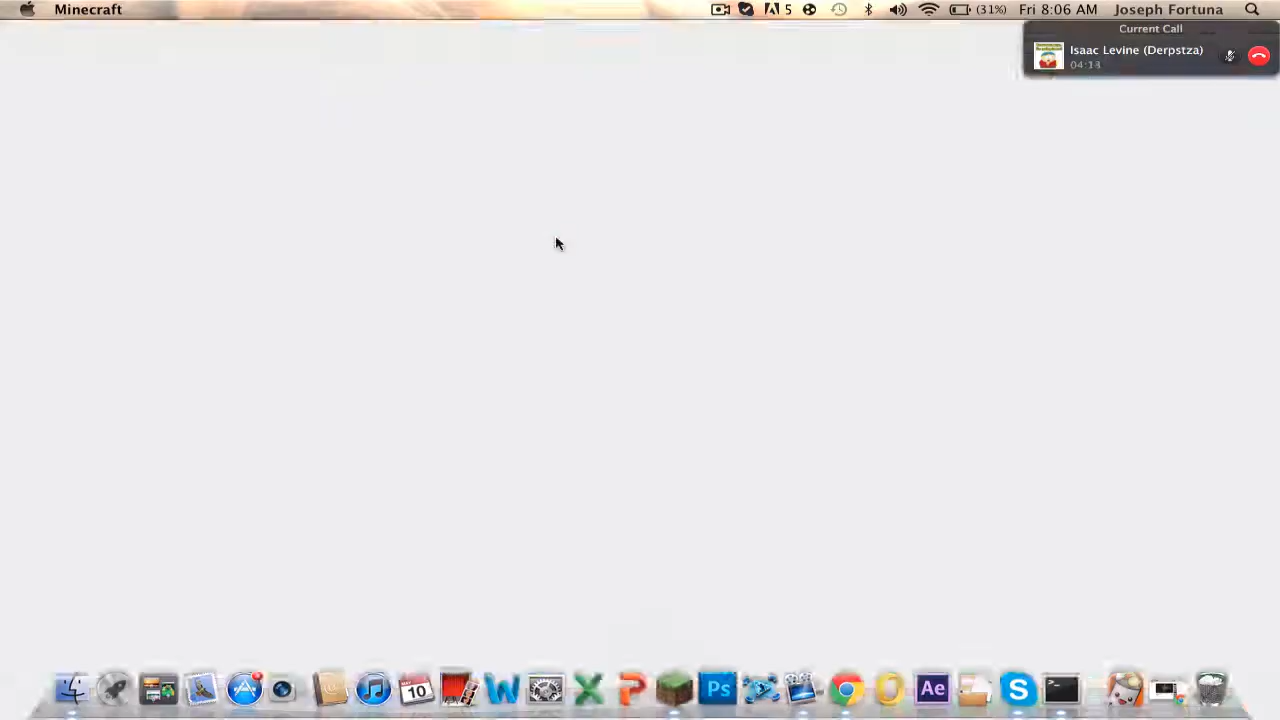 Minecraft
5
(31%) Fri 8:06 AM Joseph Fortuna
Current Call
Isaac Levine (Derpstza)
04:13
10
W X P Ps Ae S >_